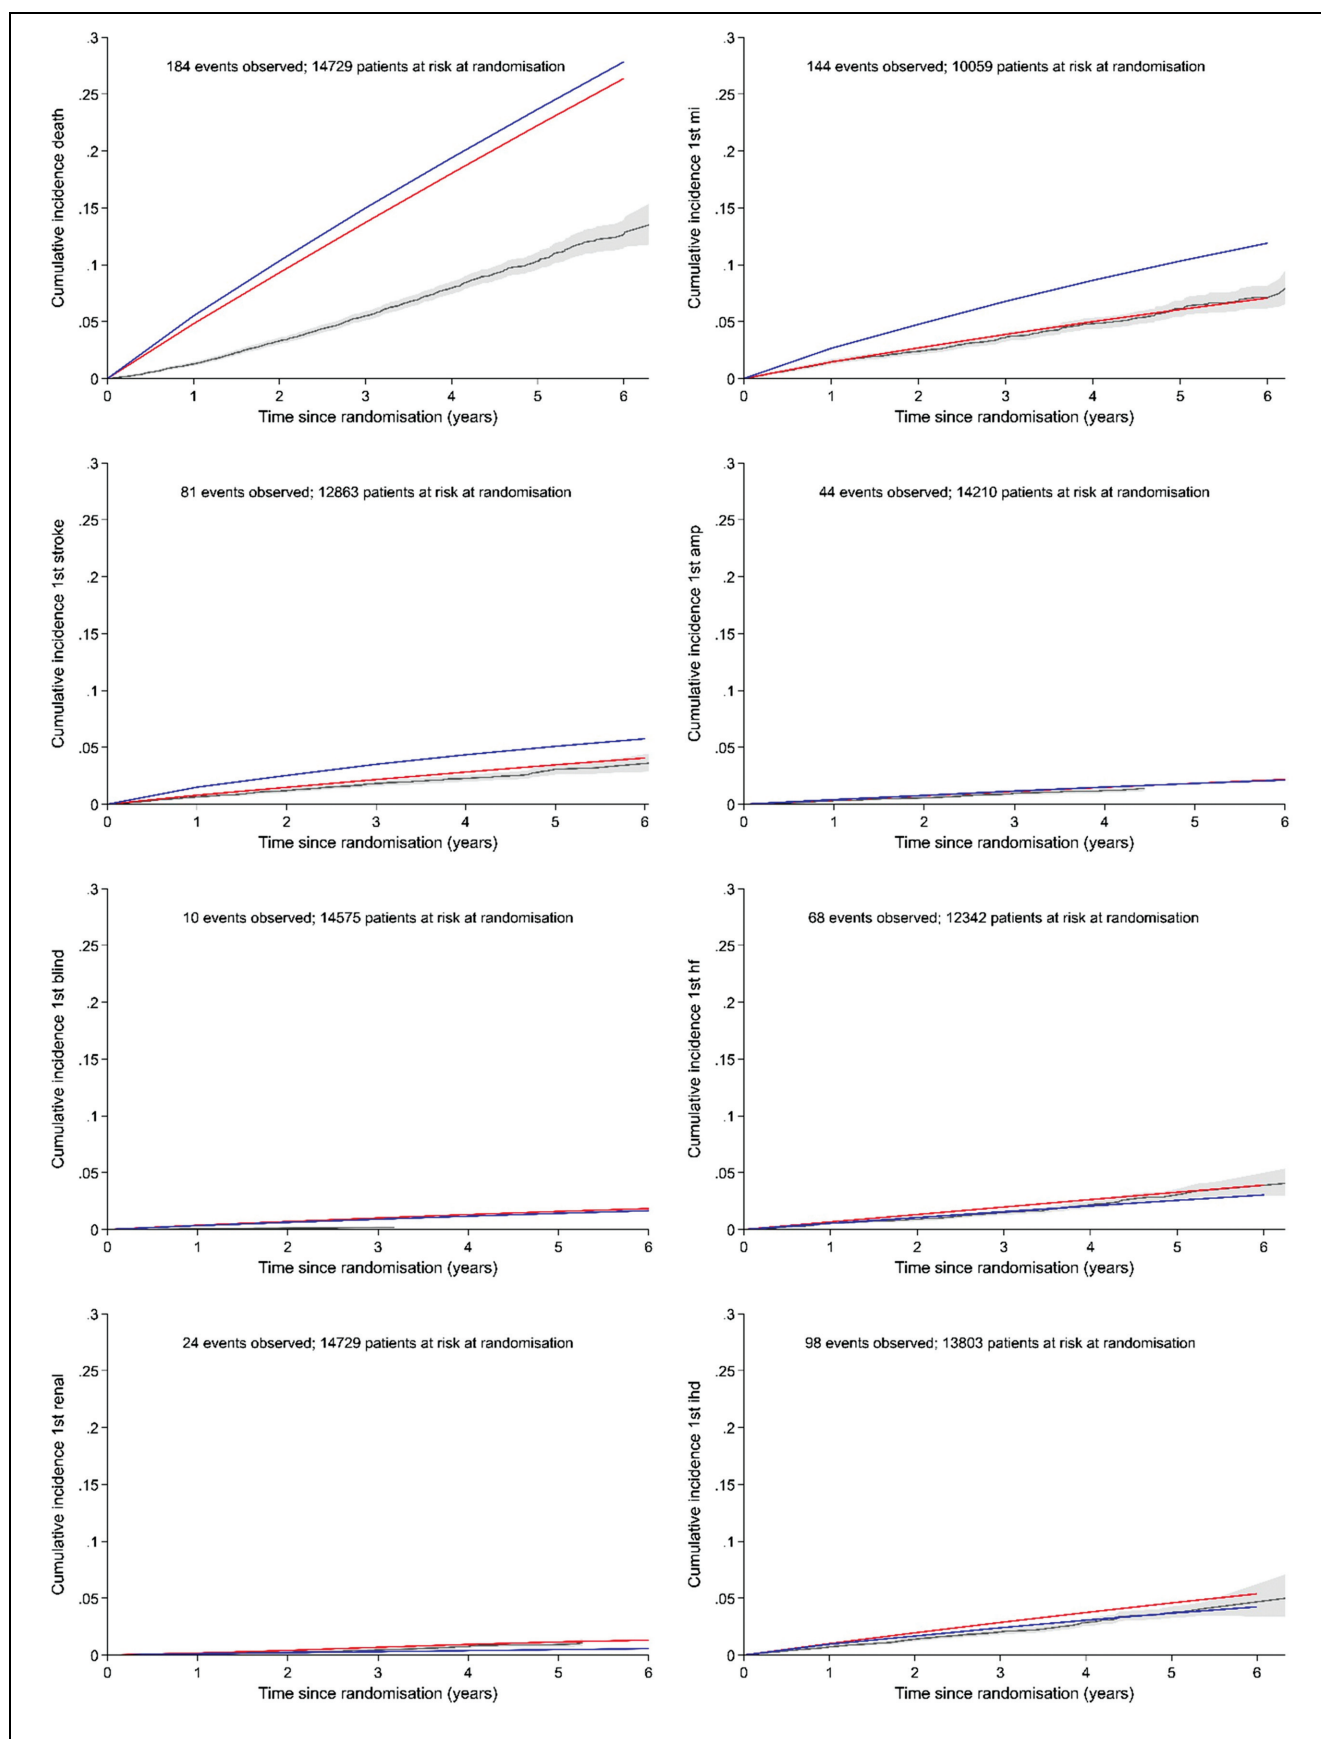 184 events observed; 14729 patients at risk at randomisation
Cumulative incidence death
.3
.25
.2
.15
.1
.05
0
0 1 2 3 4 5 6
Time since randomisation (years)
144 events observed; 10059 patients at risk at randomisation
Cumulative incidence 1st mi
.3
.25
.2
.15
.1
.05
0
0 1 2 3 4 5 6
Time since randomisation (years)
81 events observed; 12863 patients at risk at randomisation
Cumulative incidence 1st stroke
.3
.25
.2
.15
.1
.05
0
0 1 2 3 4 5 6
Time since randomisation (years)
44 events observed; 14210 patients at risk at randomisation
Cumulative incidence 1st amp
.3
.25
.2
.15
.1
.05
0
0 1 2 3 4 5 6
Time since randomisation (years)
10 events observed; 14575 patients at risk at randomisation
Cumulative incidence 1st blind
.3
.25
.2
.15
.1
.05
0
0 1 2 3 4 5 6
Time since randomisation (years)
68 events observed; 12342 patients at risk at randomisation
Cumulative incidence 1st hf
.3
.25
.2
.15
.1
.05
0
0 1 2 3 4 5 6
Time since randomisation (years)
24 events observed; 14729 patients at risk at randomisation
Cumulative incidence 1st renal
.3
.25
.2
.15
.1
.05
0
0 1 2 3 4 5 6
Time since randomisation (years)
98 events observed; 13803 patients at risk at randomisation
Cumulative incidence 1st ihd
.3
.25
.2
.15
.1
.05
0
0 1 2 3 4 5 6
Time since randomisation (years)